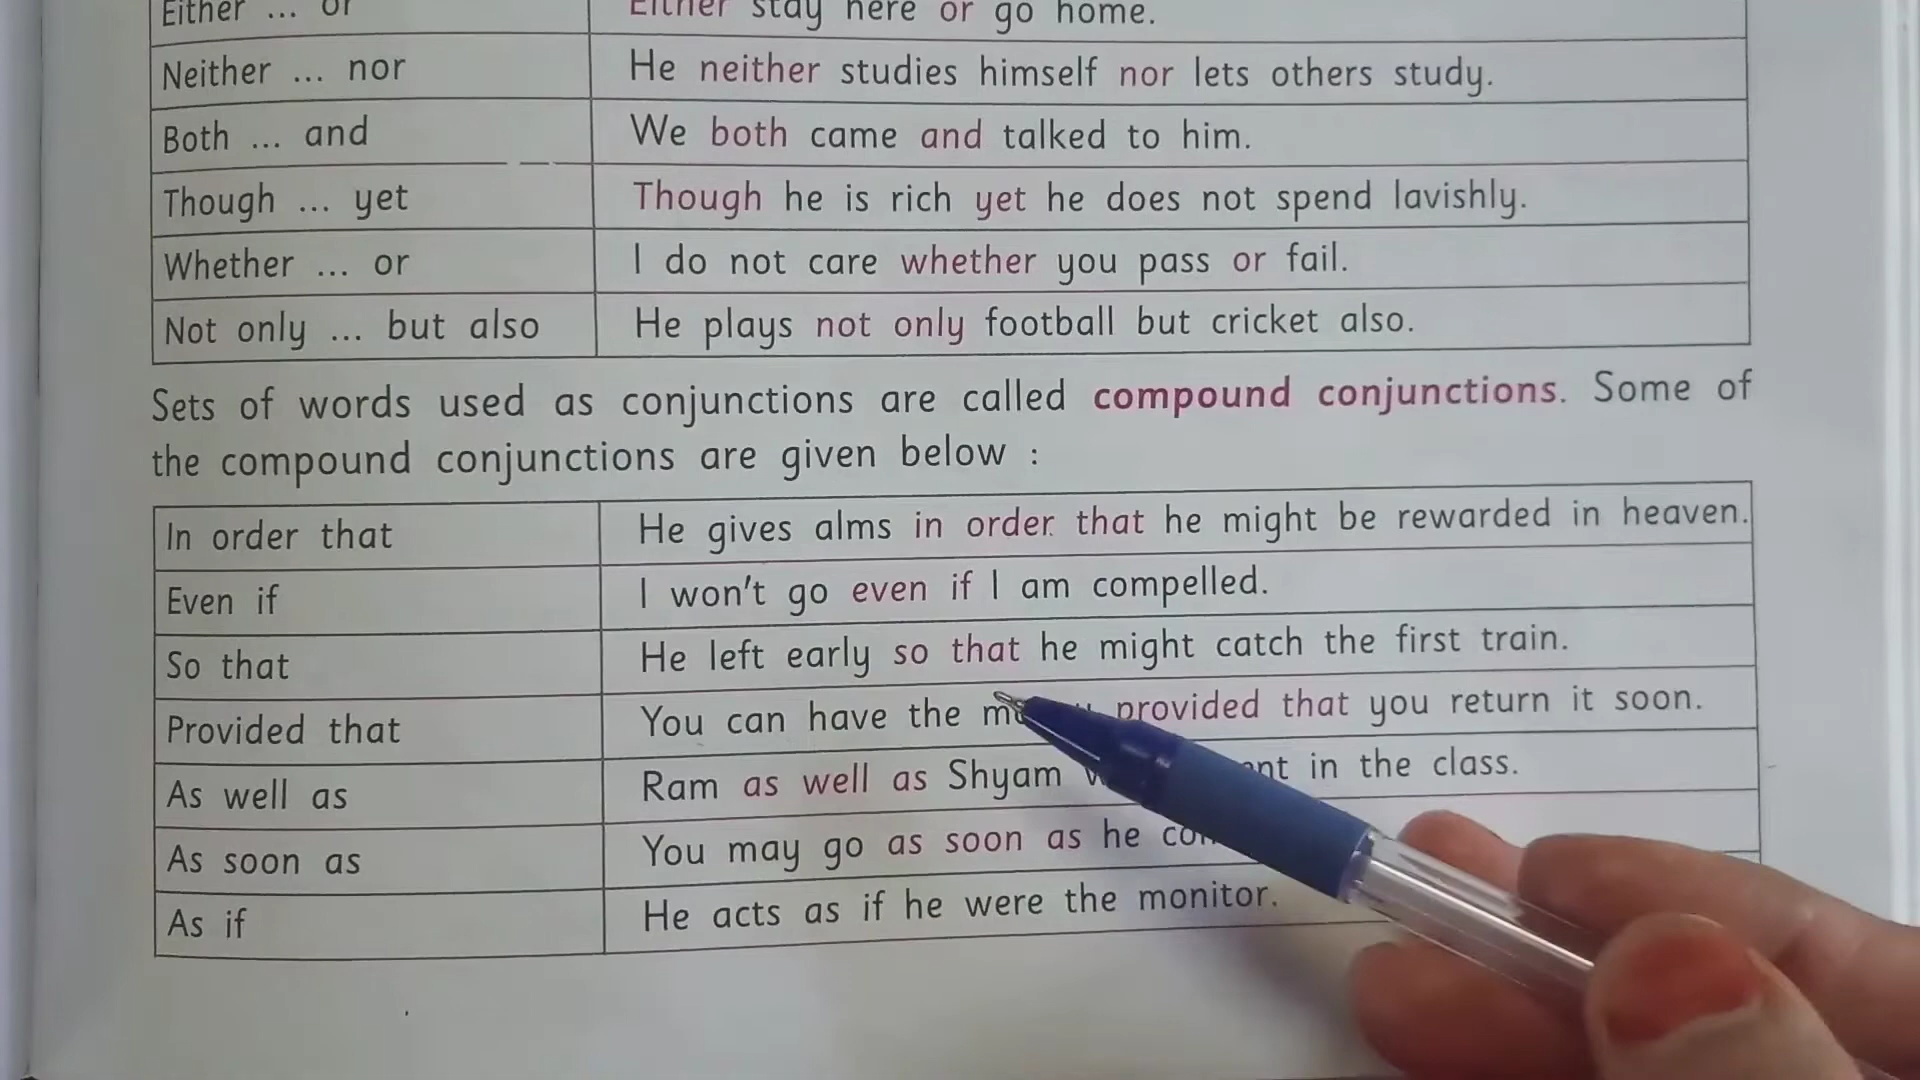 Either ... or Either stay here or go home.
Neither ... nor He neither studies himself nor lets others study.
Both ... and We both came and talked to him.
Though ... yet Though he is rich yet he does not spend lavishly.
Whether ... or I do not care whether you pass or fail.
Not only ... but also He plays not only football but cricket also.
Sets of words used as conjunctions are called compound conjunctions. Some of
the compound conjunctions are given below :
In order that He gives alms in order that he might be rewarded in heaven.
Even if I won't go even if I am compelled.
So that He left early so that he might catch the first train.
Provided that You can have the provided that you return it soon.
As well as Ram as well as Shyam in the class.
As soon as You may go as soon as he
As if He acts as if he were the monitor.